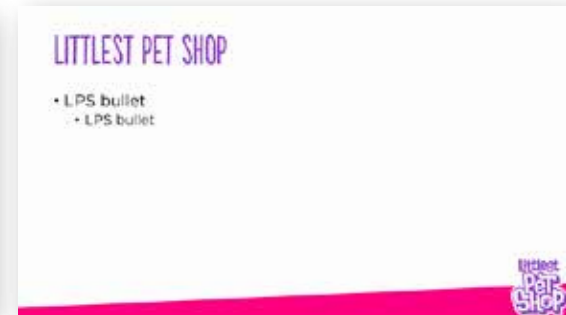 LITTLEST PET SHOP
• LPS bullet
• LPS bullet
Littlest
PET
SHOP